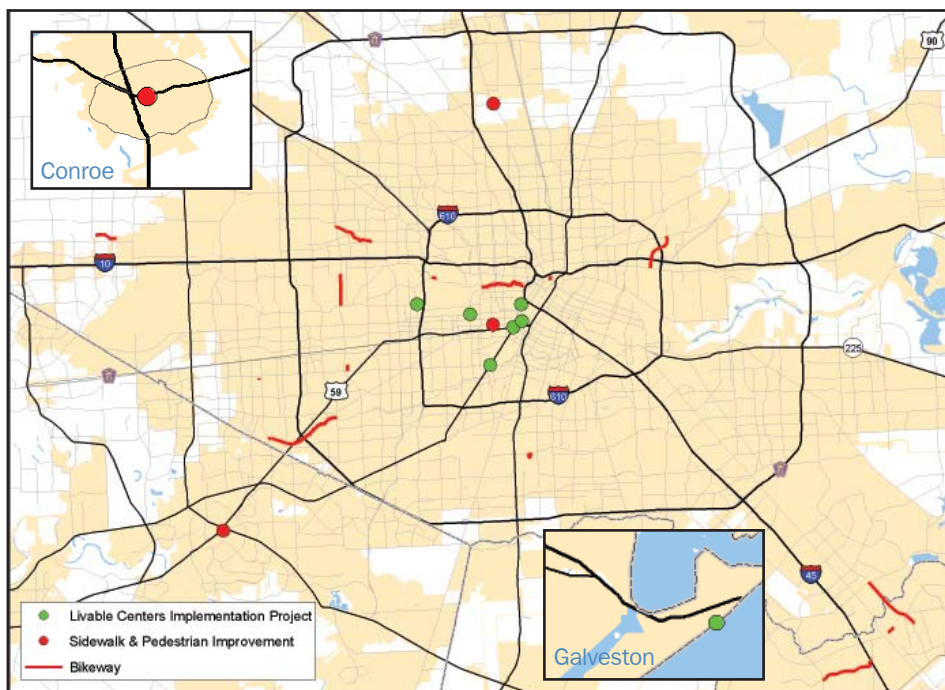 90
Conroe
610
10
225
59
610
45
Livable Centers Implementation Project
Sidewalk & Pedestrian Improvement
Bikeway
Galveston